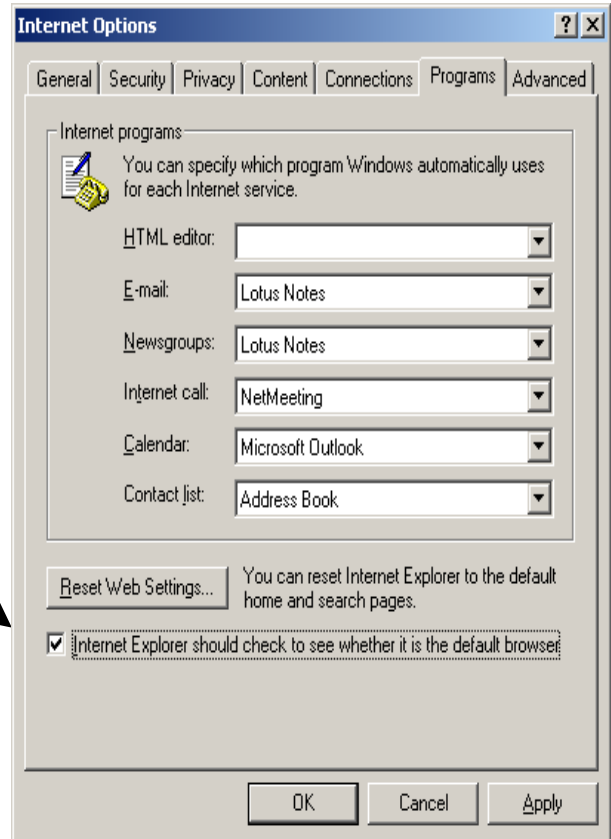 Internet Options
General Security Privacy Content Connections Programs Advanced
Internet programs
You can specify which program Windows automatically uses
for each Internet service.
HTML editor:
E-mail: Lotus Notes
Newsgroups: Lotus Notes
Internet call: NetMeeting
Calendar: Microsoft Outlook
Contact list: Address Book
Reset Web Settings... You can reset Internet Explorer to the default
home and search pages.
Internet Explorer should check to see whether it is the default browser
OK Cancel Apply